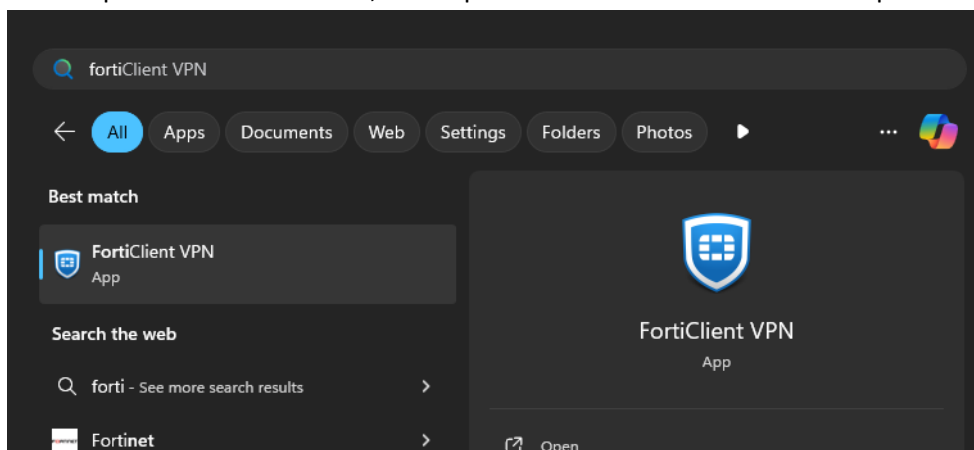 fortiClient VPN
All Apps Documents Web Settings Folders Photos
Best match
FortiClient VPN
App
Search the web
forti - See more search results
Fortinet
FortiClient VPN
App
Open